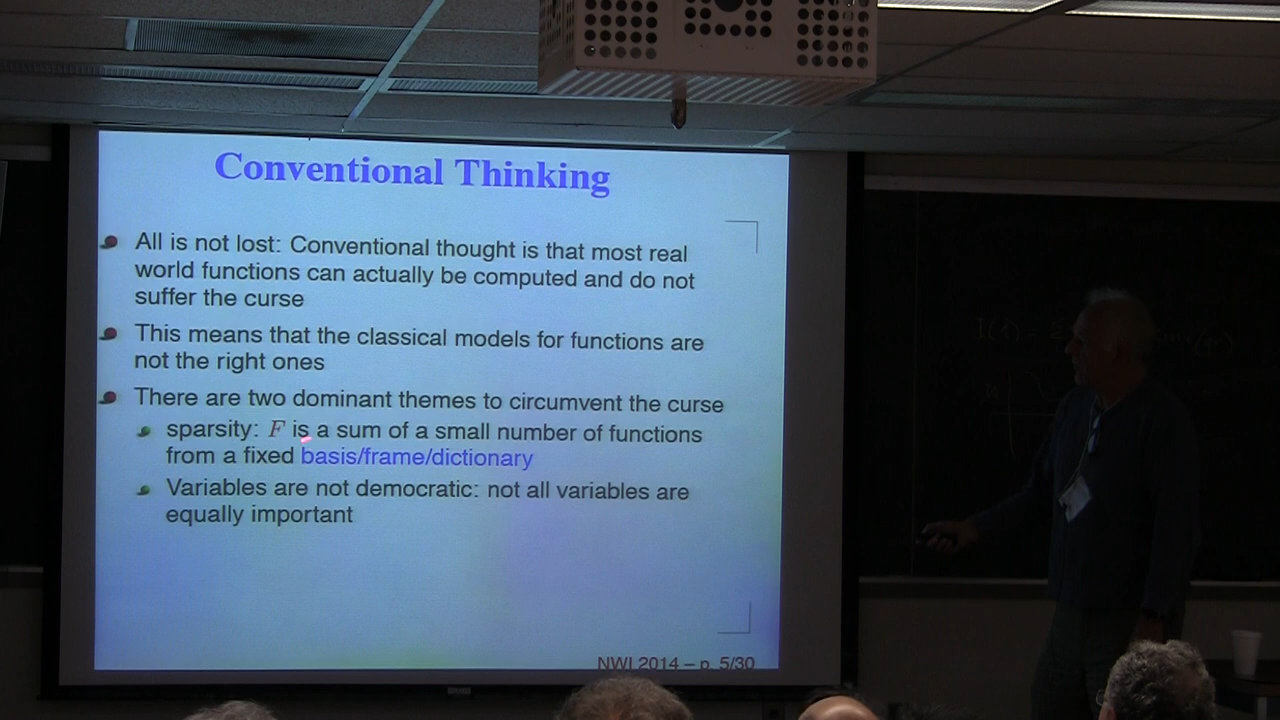 Conventional Thinking
All is not lost: Conventional thought is that most real
world functions can actually be computed and do not
suffer the curse
This means that the classical models for functions are
not the right ones
There are two dominant themes to circumvent the curse
sparsity: F is a sum of a small number of functions
from a fixed basis/frame/dictionary
Variables are not democratic: not all variables are
equally important
NWI 2014 – p. 5/30